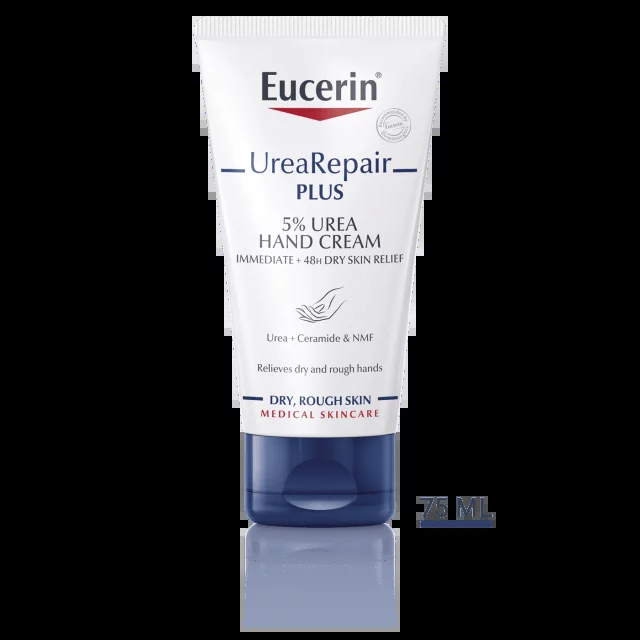 Eucerin®
UreaRepair
PLUS
5% UREA
HAND CREAM
IMMEDIATE + 48H DRY SKIN RELIEF
Urea + Ceramide & NMF
Relieves dry and rough hands
DRY, ROUGH SKIN
MEDICAL SKINCARE
75 ML